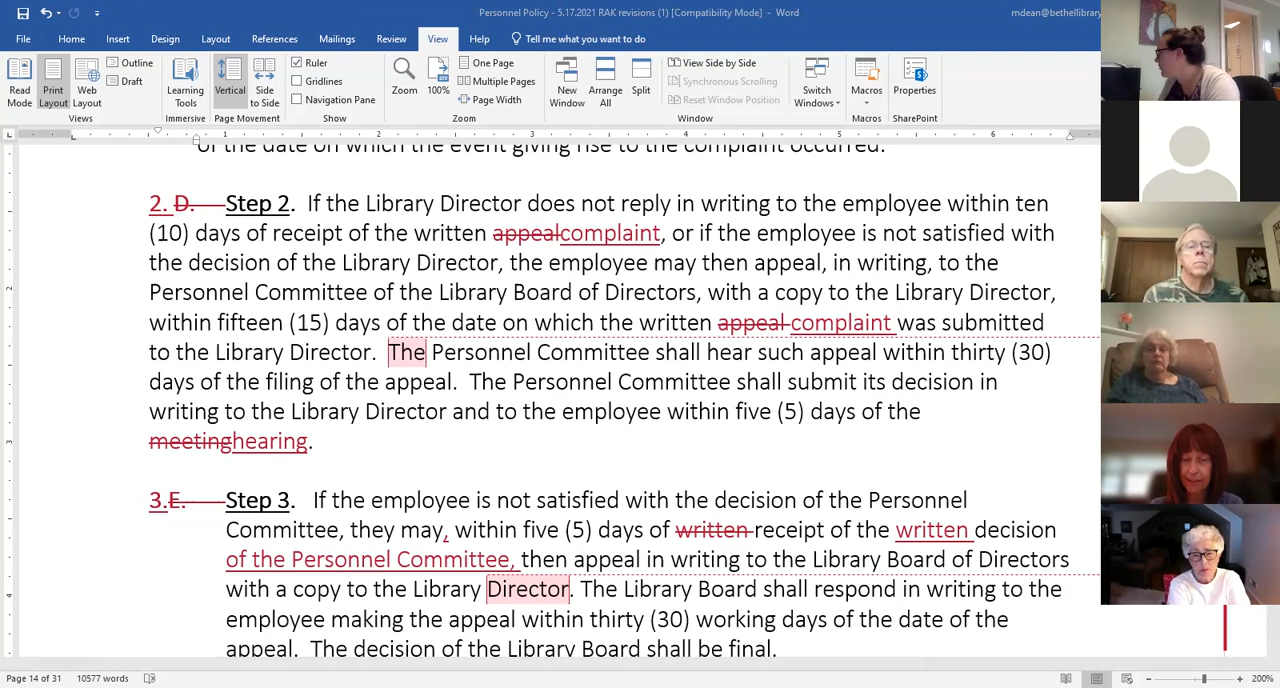 Personnel Policy - 5.17.2021 RAK revisions (1) [Compatibility Mode] - Word
mdean@bethellibrary
File Home Insert Design Layout References Mailings Review View Help Tell me what you want to do
Read Mode
Print Layout
Web Layout
Outline
Draft
Views
Learning Tools
Immersive
Vertical
Side to Side
Page Movement
Ruler
Gridlines
Navigation Pane
Show
Zoom
100%
One Page
Multiple Pages
Page Width
Zoom
New Window
Arrange All
Split
View Side by Side
Synchronous Scrolling
Reset Window Position
Window
Switch Windows
Macros
Macros
Properties
SharePoint
1 2 3 4 5 6
of the date on which the event giving rise to the complaint occurred.
2. D. Step 2. If the Library Director does not reply in writing to the employee within ten
(10) days of receipt of the written appealcomplaint, or if the employee is not satisfied with
the decision of the Library Director, the employee may then appeal, in writing, to the
Personnel Committee of the Library Board of Directors, with a copy to the Library Director,
within fifteen (15) days of the date on which the written appeal complaint was submitted
to the Library Director. The Personnel Committee shall hear such appeal within thirty (30)
days of the filing of the appeal. The Personnel Committee shall submit its decision in
writing to the Library Director and to the employee within five (5) days of the
meetinghearing.
3.E. Step 3. If the employee is not satisfied with the decision of the Personnel
Committee, they may, within five (5) days of written receipt of the written decision
of the Personnel Committee, then appeal in writing to the Library Board of Directors
with a copy to the Library Director. The Library Board shall respond in writing to the
employee making the appeal within thirty (30) working days of the date of the
appeal. The decision of the Library Board shall be final.
Page 14 of 31 10577 words
200%